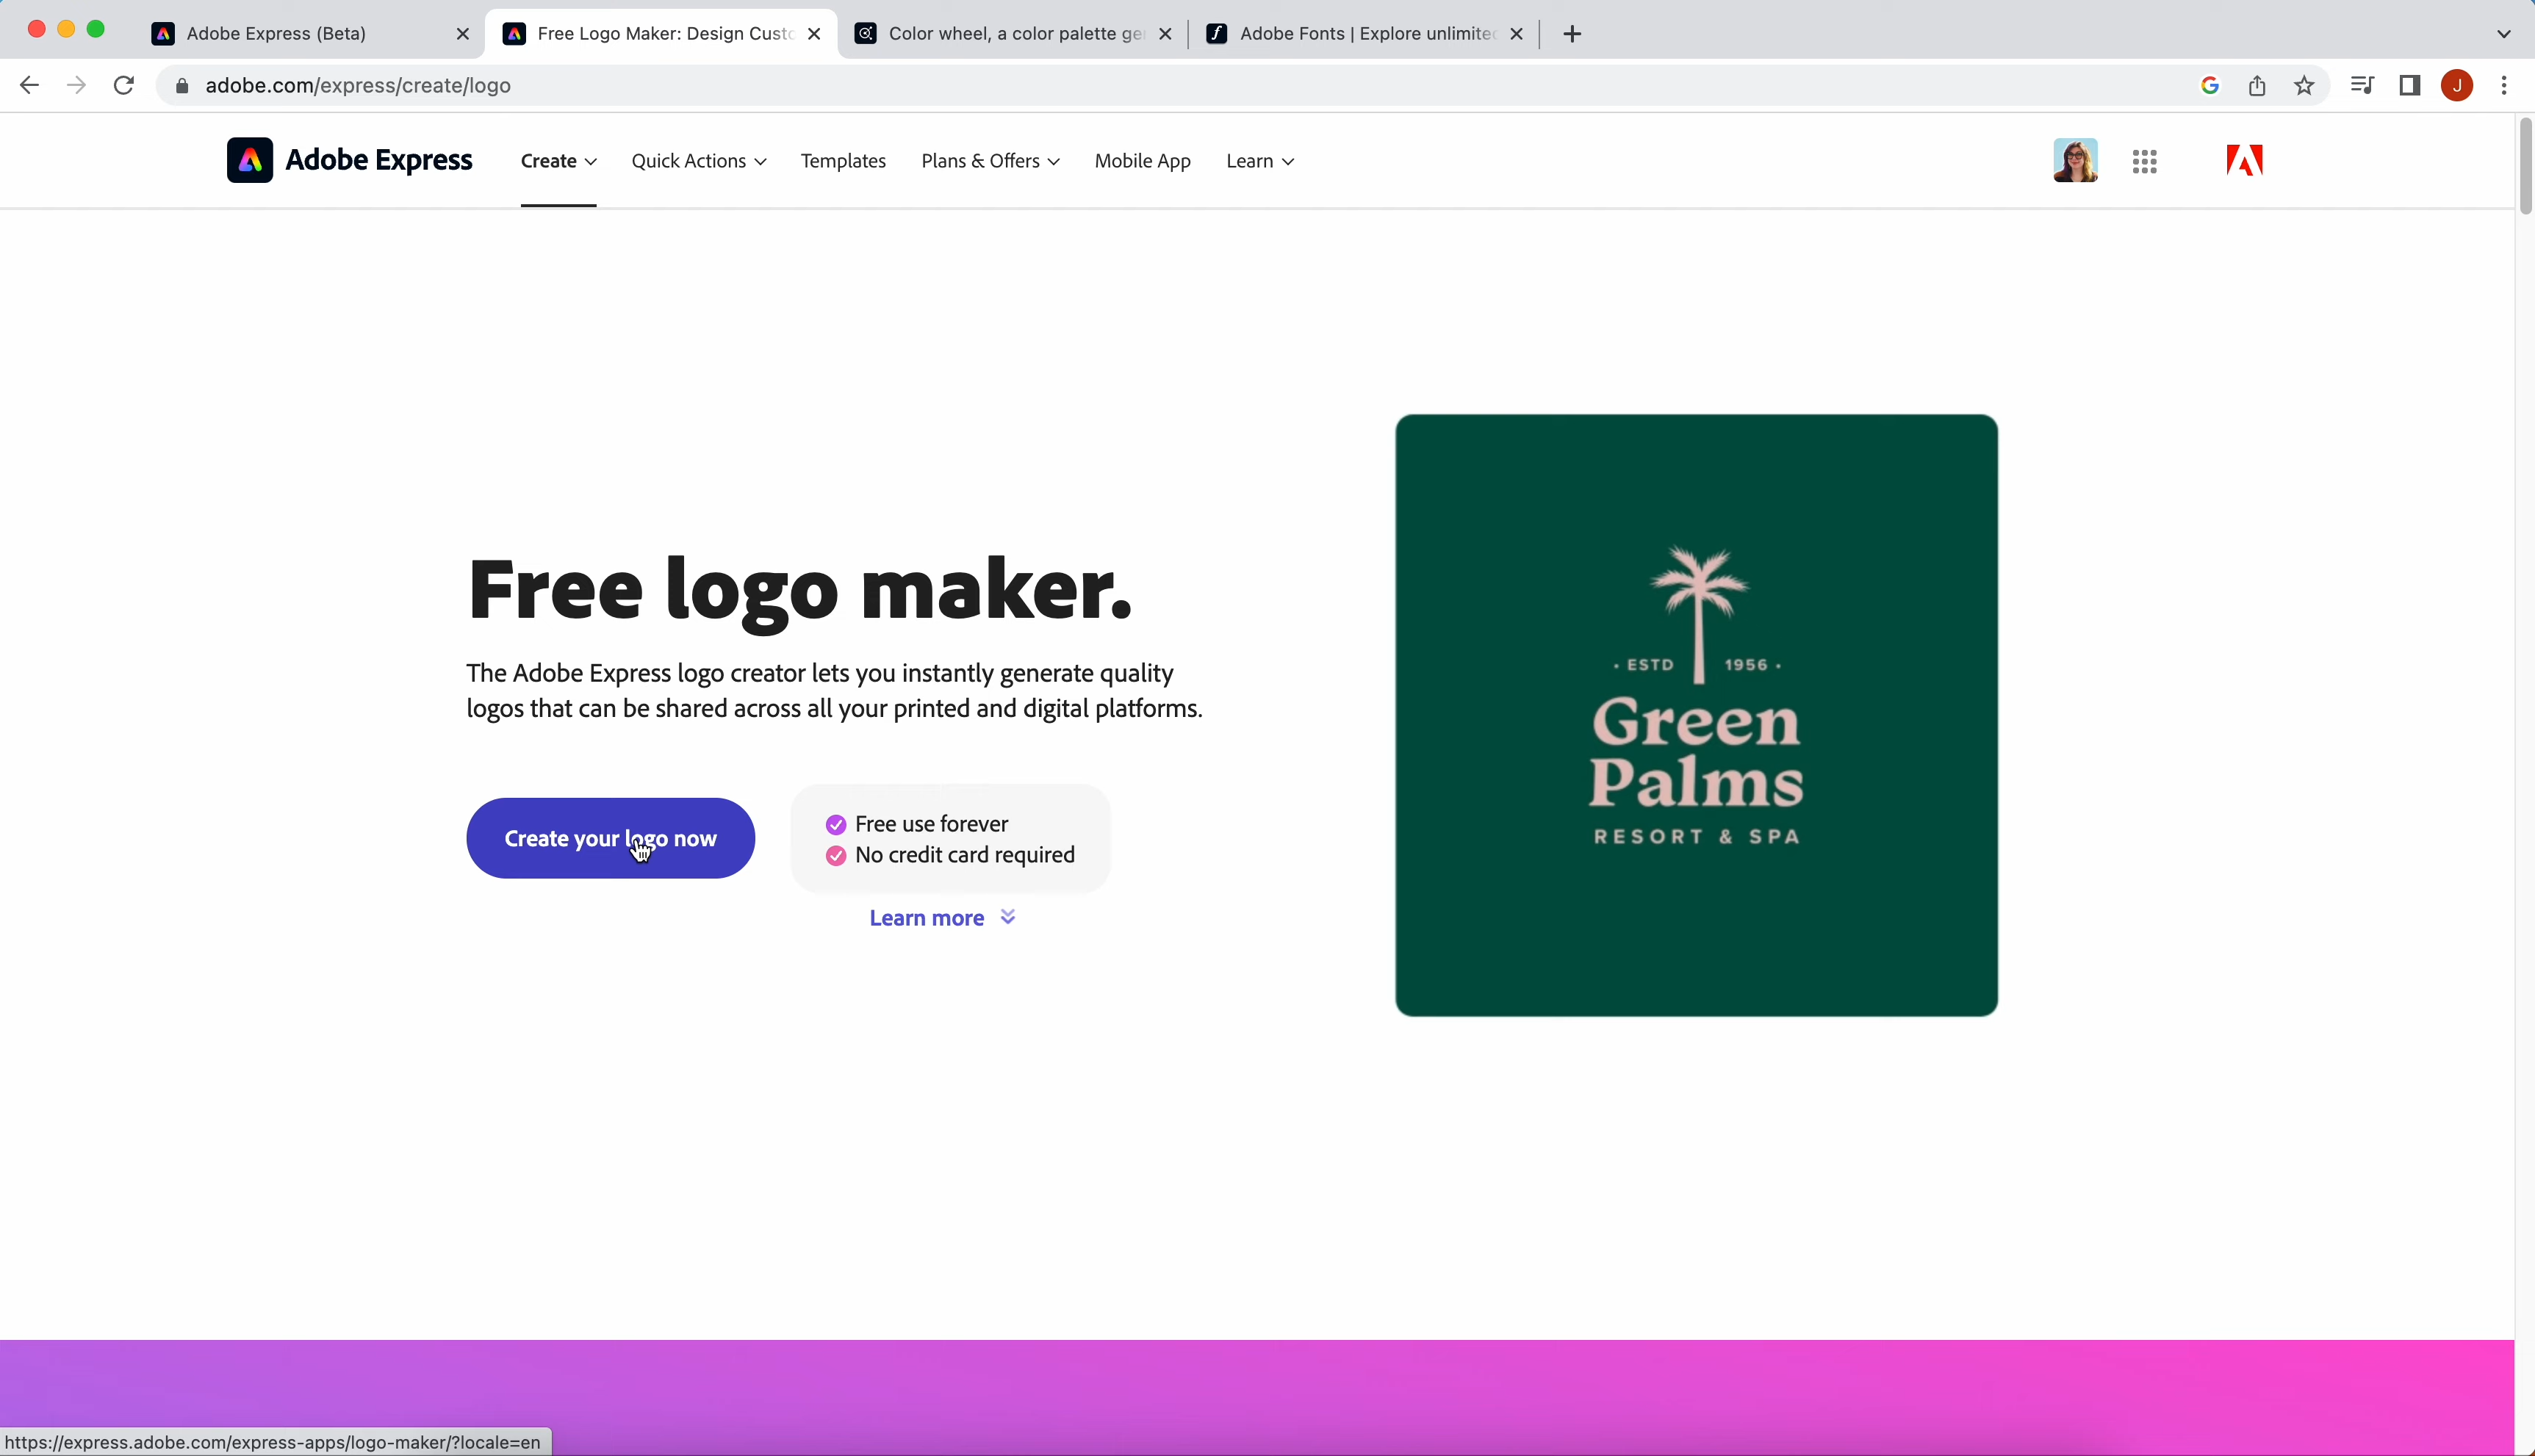 Adobe Express (Beta)
Free Logo Maker: Design Custo
Color wheel, a color palette ge
Adobe Fonts | Explore unlimited
adobe.com/express/create/logo
J
Adobe Express
Create
Quick Actions
Templates
Plans & Offers
Mobile App
Learn
Free logo maker.
The Adobe Express logo creator lets you instantly generate quality
logos that can be shared across all your printed and digital platforms.
Create your logo now
Free use forever
No credit card required
Learn more
· ESTD 1956 ·
Green
Palms
RESORT & SPA
https://express.adobe.com/express-apps/logo-maker/?locale=en